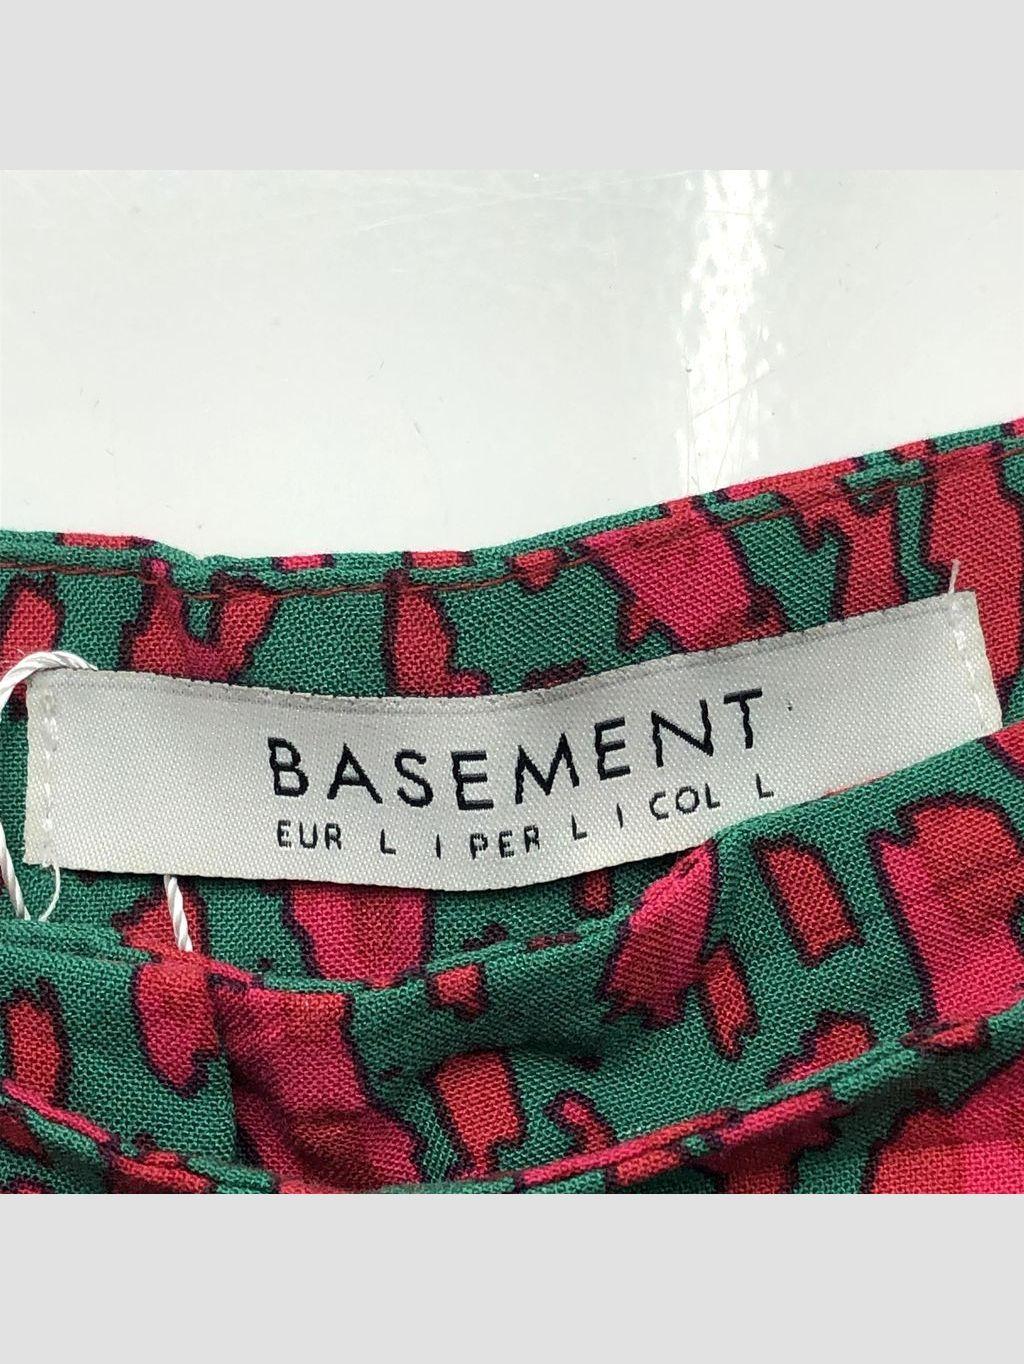 BASEMENT
EUR L | PER L | COL L